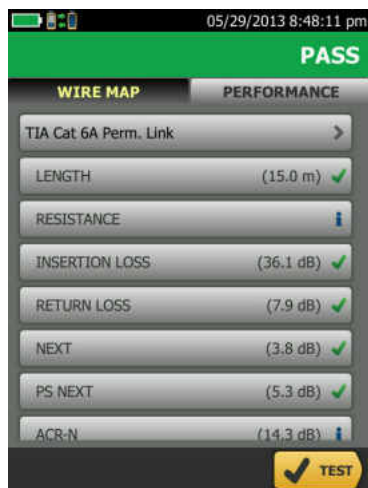 05/29/2013 8:48:11 pm
PASS
WIRE MAP PERFORMANCE
TIA Cat 6A Perm. Link
LENGTH (15.0 m)
RESISTANCE
INSERTION LOSS (36.1 dB)
RETURN LOSS (7.9 dB)
NEXT (3.8 dB)
PS NEXT (5.3 dB)
ACR-N (14.3 dB)
TEST